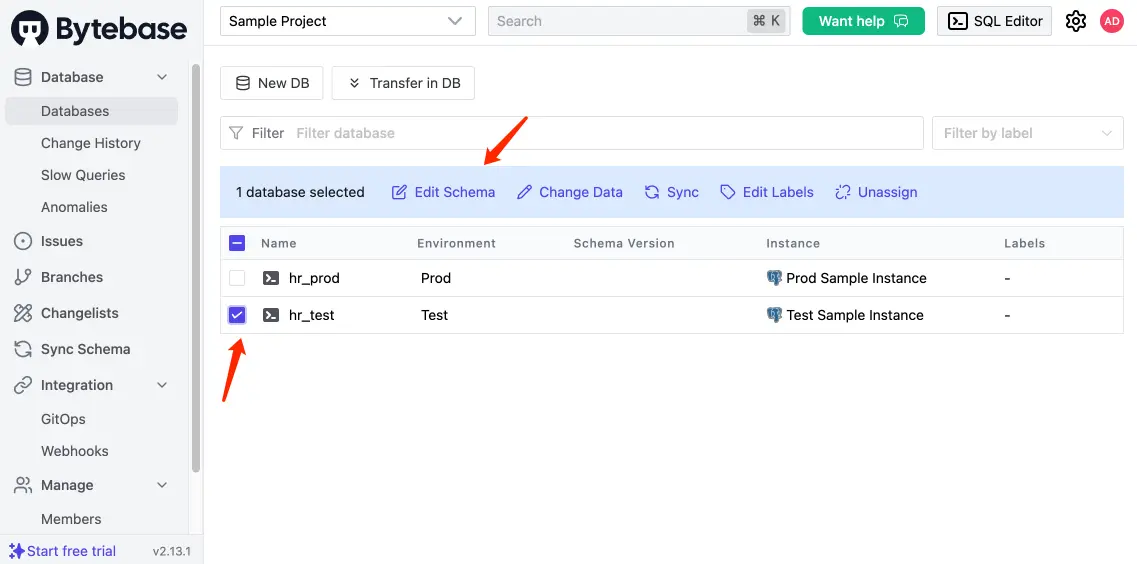 Bytebase
Database
Databases
Change History
Slow Queries
Anomalies
Issues
Branches
Changelists
Sync Schema
Integration
GitOps
Webhooks
Manage
Members
Start free trial v2.13.1
Sample Project Search ⌘ K Want help SQL Editor AD
New DB Transfer in DB
Filter Filter database Filter by label
1 database selected Edit Schema Change Data Sync Edit Labels Unassign
Name Environment Schema Version Instance Labels
hr_prod Prod Prod Sample Instance -
hr_test Test Test Sample Instance -